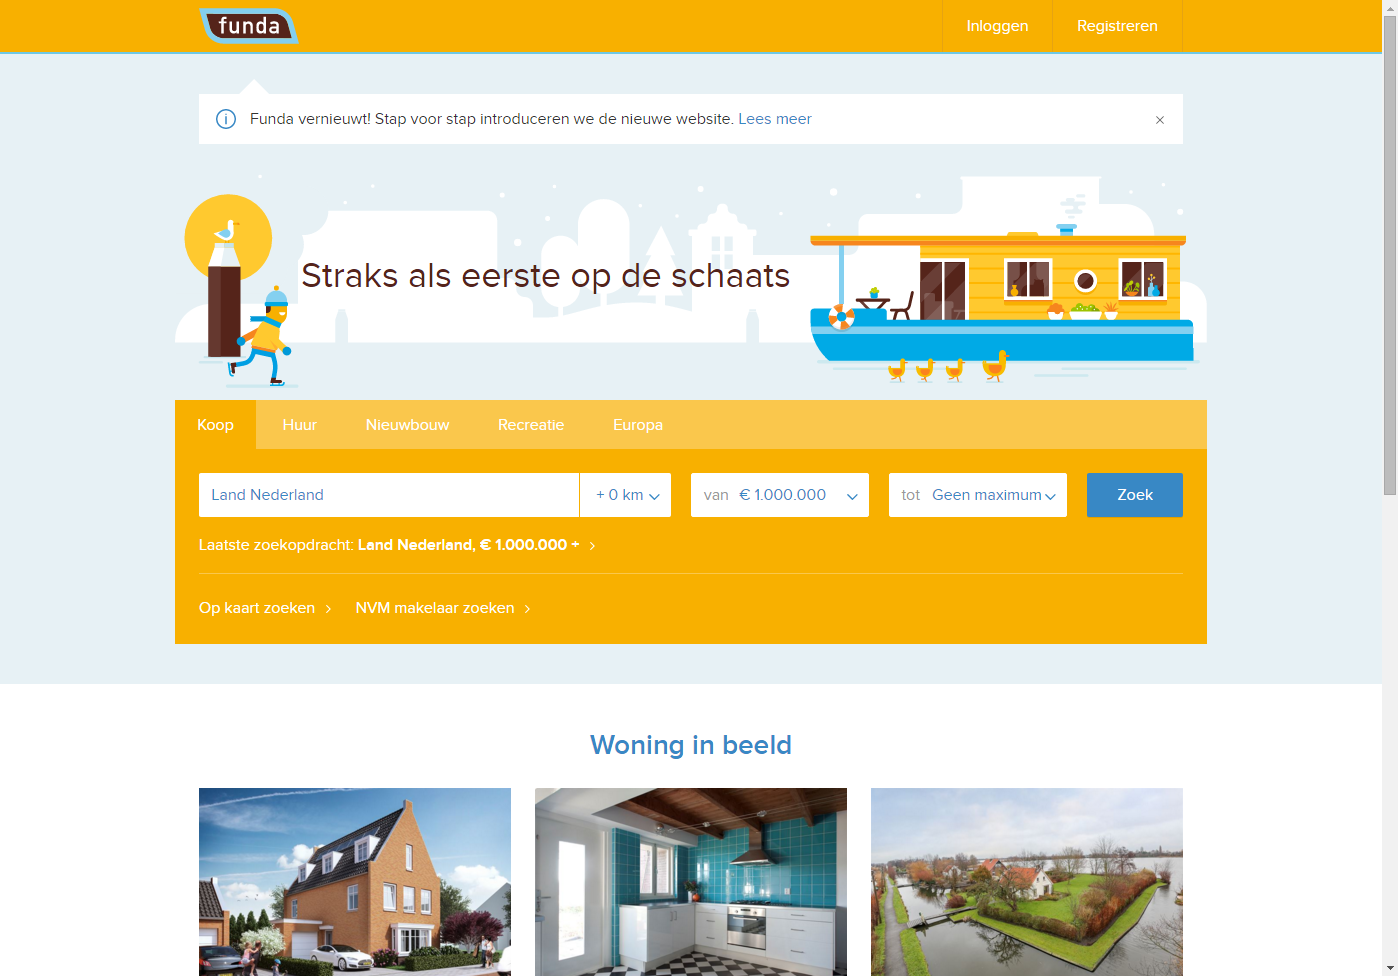 funda
Inloggen
Registreren
Funda vernieuwt! Stap voor stap introduceren we de nieuwe website. Lees meer
Straks als eerste op de schaats
Koop
Huur
Nieuwbouw
Recreatie
Europa
Land Nederland
+ 0 km
van € 1.000.000
tot Geen maximum
Zoek
Laatste zoekopdracht: Land Nederland, € 1.000.000 +
Op kaart zoeken
NVM makelaar zoeken
Woning in beeld